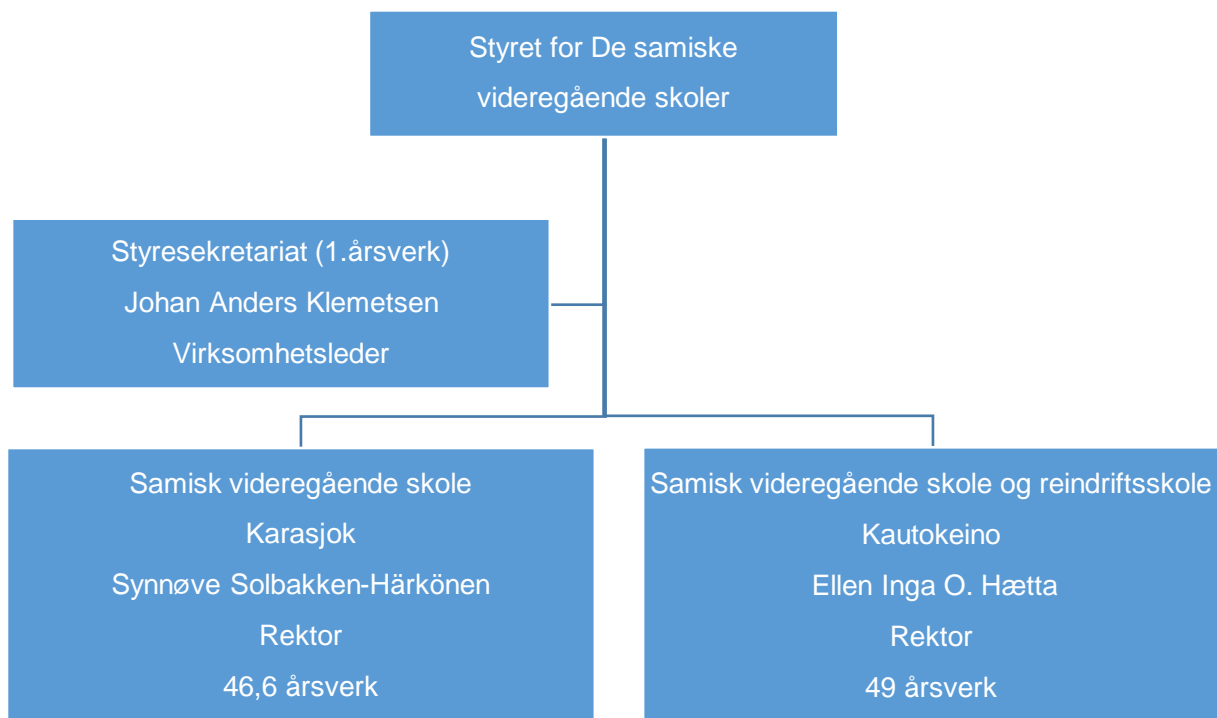 Styret for De samiske
videregående skoler
Styresekretariat (1.årsverk)
Johan Anders Klemetsen
Virksomhetsleder
Samisk videregående skole
Karasjok
Synnøve Solbakken-Härkönen
Rektor
46,6 årsverk
Samisk videregående skole og reindriftsskole
Kautokeino
Ellen Inga O. Hætta
Rektor
49 årsverk